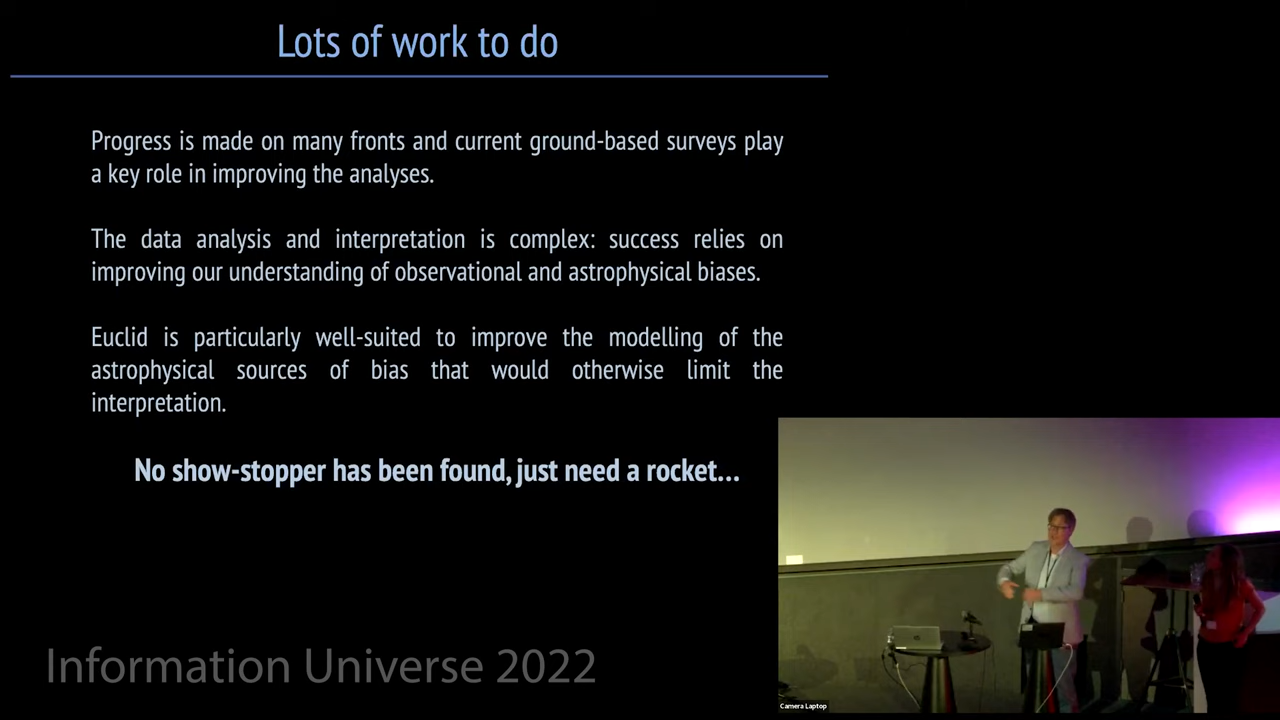 Lots of work to do
Progress is made on many fronts and current ground-based surveys play
a key role in improving the analyses.
The data analysis and interpretation is complex: success relies on
improving our understanding of observational and astrophysical biases.
Euclid is particularly well-suited to improve the modelling of the
astrophysical sources of bias that would otherwise limit the
interpretation.
No show-stopper has been found, just need a rocket...
Information Universe 2022
Camera Laptop